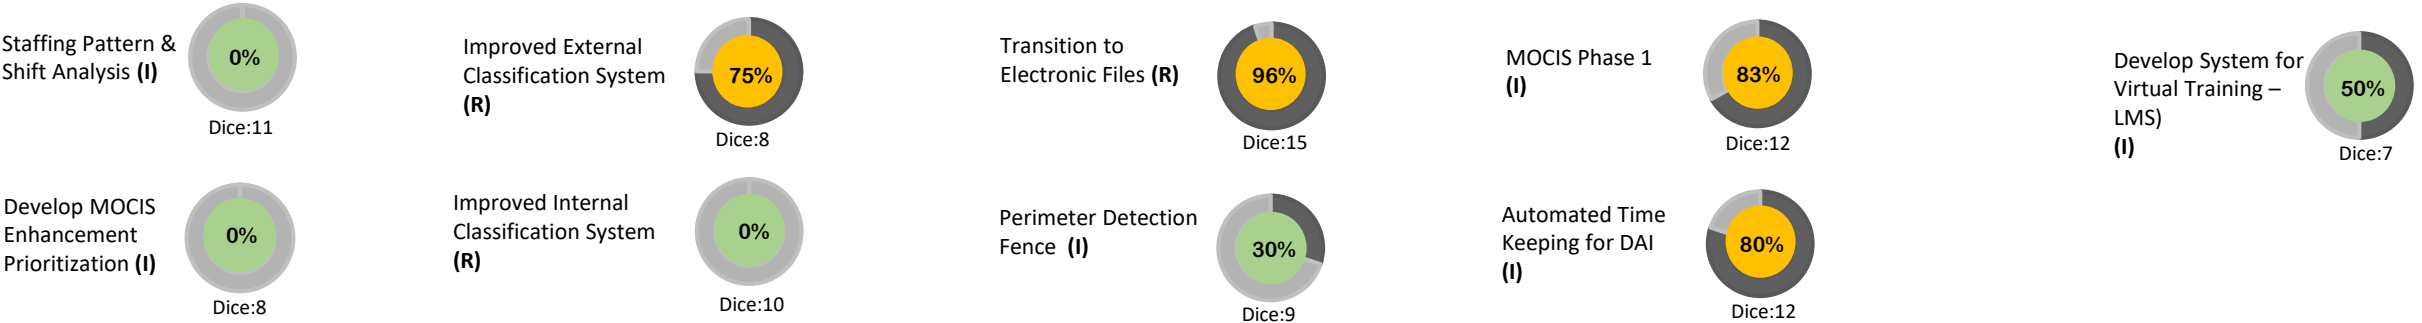 Staffing Pattern &
Shift Analysis (I)
0%
Dice:11
Improved External
Classification System
(R)
75%
Dice:8
Transition to
Electronic Files (R)
96%
Dice:15
MOCIS Phase 1
(I)
83%
Dice:12
Develop System for
Virtual Training –
LMS)
(I)
50%
Dice:7
Develop MOCIS
Enhancement
Prioritization (I)
0%
Dice:8
Improved Internal
Classification System
(R)
0%
Dice:10
Perimeter Detection
Fence (I)
30%
Dice:9
Automated Time
Keeping for DAI
(I)
80%
Dice:12